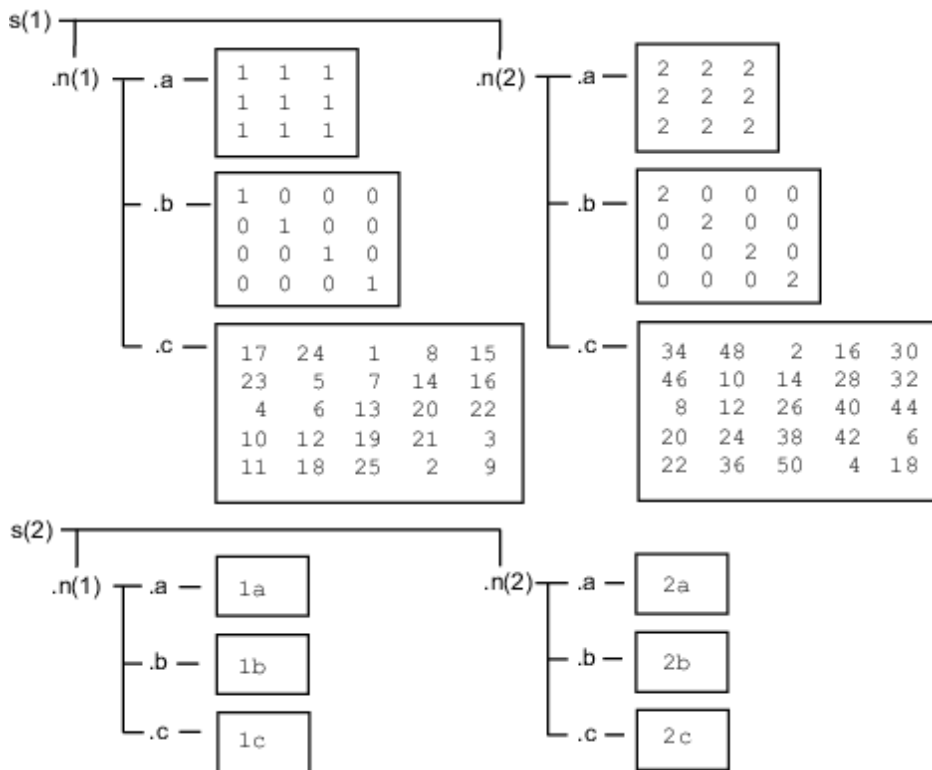 s(1)
.n(1) .a
1 1 1
1 1 1
1 1 1
.b
1 0 0 0
0 1 0 0
0 0 1 0
0 0 0 1
.c
17 24 1 8 15
23 5 7 14 16
4 6 13 20 22
10 12 19 21 3
11 18 25 2 9
.n(2) .a
2 2 2
2 2 2
2 2 2
.b
2 0 0 0
0 2 0 0
0 0 2 0
0 0 0 2
.c
34 48 2 16 30
46 10 14 28 32
8 12 26 40 44
20 24 38 42 6
22 36 50 4 18
s(2)
.n(1) .a 1a
.b 1b
.c 1c
.n(2) .a 2a
.b 2b
.c 2c